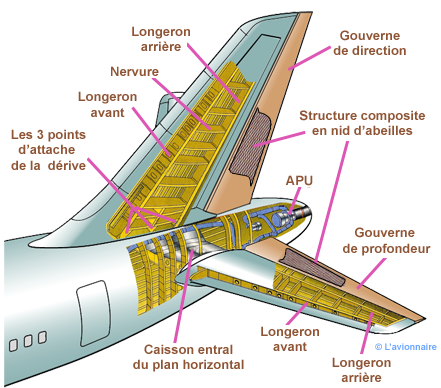 Longeron
arrière
Nervure
Longeron
avant
Les 3 points
d'attache
de la dérive
Gouverne
de direction
Structure composite
en nid d'abeilles
APU
Gouverne
de profondeur
Caisson entral
du plan horizontal
Longeron
avant
© L'avionnaire
Longeron
arrière